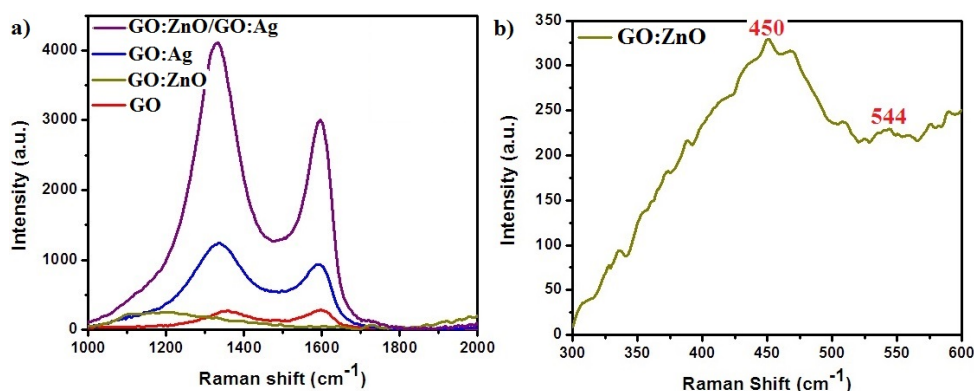 a)
GO:ZnO/GO:Ag
GO:Ag
GO:ZnO
GO
4000
3000
2000
1000
0
Intensity (a.u.)
1000 1200 1400 1600 1800 2000
Raman shift (cm-1)
b)
GO:ZnO
450
544
350
300
250
200
150
100
50
0
Intensity (a.u.)
300 350 400 450 500 550 600
Raman Shift (cm-1)